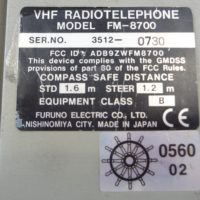 VHF RADIOTELEPHONE
MODEL FM-8700
SER.NO. 3512-0730
FCC ID: ADB9ZWFM8700
This device complies with the GMDSS
provisions of part 80 of the FCC Rules.
COMPASS SAFE DISTANCE
STD 1.6 m STEER 1.2 m
EQUIPMENT CLASS B
FURUNO ELECTRIC CO., LTD.
NISHINOMIYA CITY. MADE IN JAPAN
0560
02